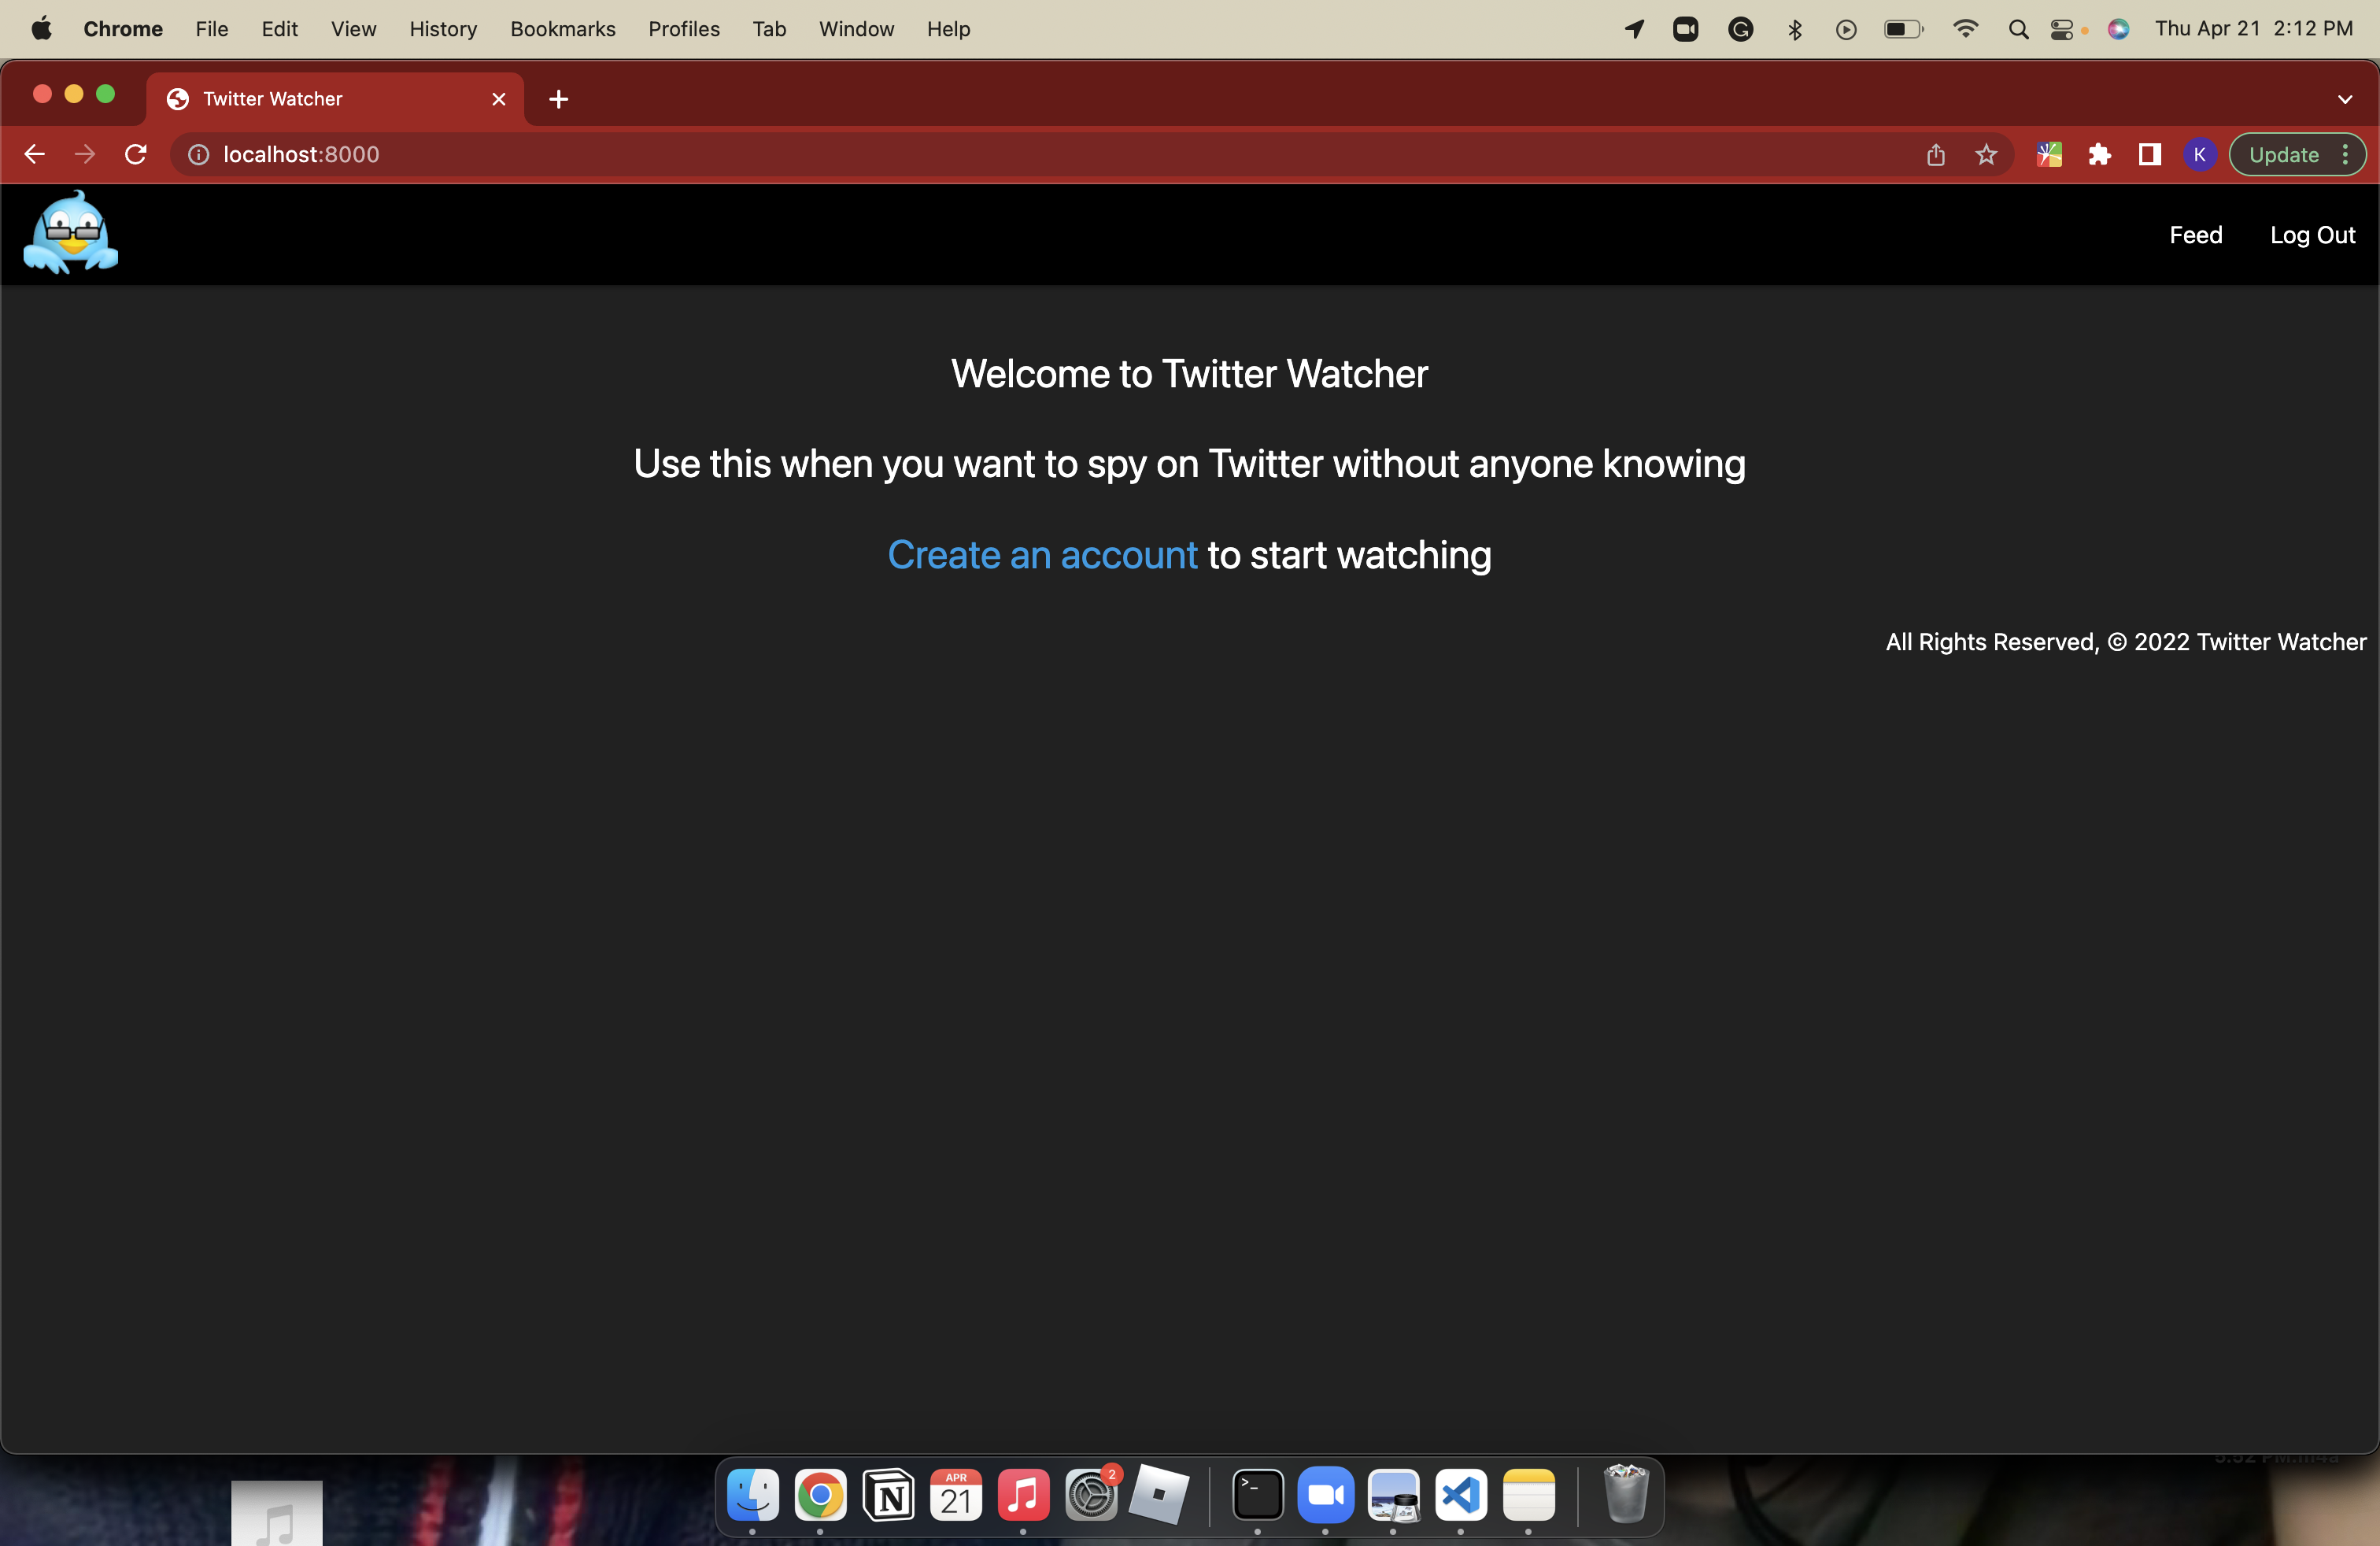 Chrome File Edit View History Bookmarks Profiles Tab Window Help Thu Apr 21 2:12 PM
Twitter Watcher
localhost:8000 K Update
Feed Log Out
Welcome to Twitter Watcher
Use this when you want to spy on Twitter without anyone knowing
Create an account to start watching
All Rights Reserved, © 2022 Twitter Watcher
APR
21
2